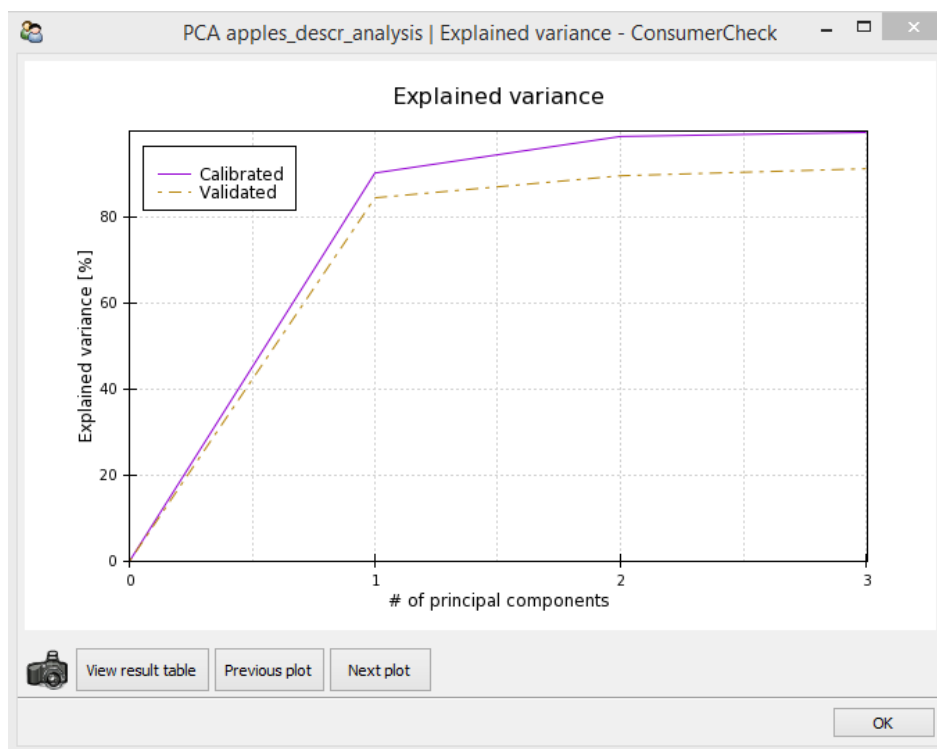 PCA apples_descr_analysis | Explained variance - ConsumerCheck
Explained variance
Calibrated
Validated
80
60
40
20
0
Explained variance [%]
0 1 2 3
# of principal components
View result table Previous plot Next plot
OK